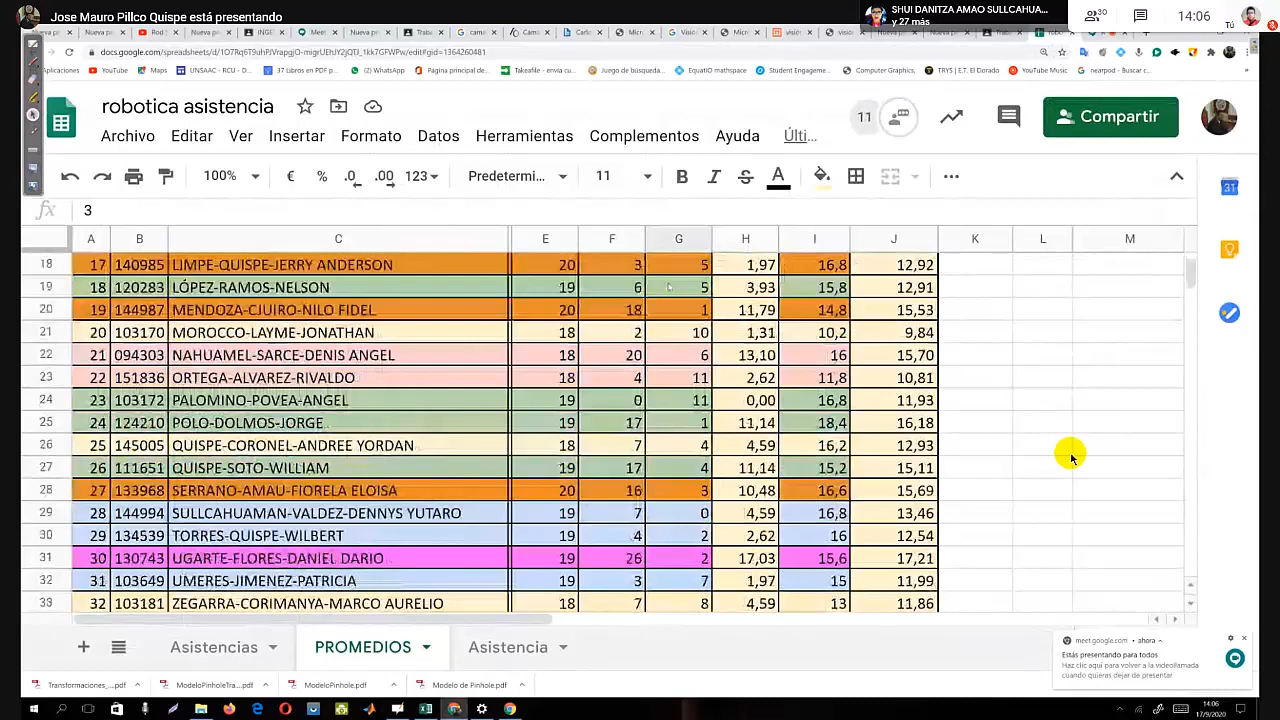 Jose Mauro Pillco Quispe está presentando
SHUI DANITZA AMAO SULLCAHUA...
y 27 más
30
14:06
Tú
docs.google.com/spreadsheets/d/1O7Rq6T9uhPJVrapgjO-migrUEhJY2jQTJ_1kk7GFWPw/edit#gid=1364260481
Aplicaciones YouTube Maps UNSAAC - RCU - D... 37 Libros en PDF p... (2) WhatsApp Página principal de... Takeafile - envío cu... Juego de búsqueda... EquatIO mathspace Student Engageme... Computer Graphics, TRYS | E.T. El Dorado YouTube Music nearpod - Buscar c...
robotica asistencia
11
Compartir
Archivo Editar Ver Insertar Formato Datos Herramientas Complementos Ayuda Últi...
100% € % .0 .00 123 Predetermi... 11 B I S A
fx 3
A B C E F G H I J K L M
18 17 140985 LIMPE-QUISPE-JERRY ANDERSON 20 3 5 1,97 16,8 12,92
19 18 120283 LÓPEZ-RAMOS-NELSON 19 6 5 3,93 15,8 12,91
20 19 144987 MENDOZA-CJUIRO-NILO FIDEL 20 18 1 11,79 14,8 15,53
21 20 103170 MOROCCO-LAYME-JONATHAN 18 2 10 1,31 10,2 9,84
22 21 094303 NAHUAMEL-SARCE-DENIS ANGEL 18 20 6 13,10 16 15,70
23 22 151836 ORTEGA-ALVAREZ-RIVALDO 18 4 11 2,62 11,8 10,81
24 23 103172 PALOMINO-POVEA-ANGEL 19 0 11 0,00 16,8 11,93
25 24 124210 POLO-DOLMOS-JORGE 19 17 1 11,14 18,4 16,18
26 25 145005 QUISPE-CORONEL-ANDREE YORDAN 18 7 4 4,59 16,2 12,93
27 26 111651 QUISPE-SOTO-WILLIAM 19 17 4 11,14 15,2 15,11
28 27 133968 SERRANO-AMAU-FIORELA ELOISA 20 16 3 10,48 16,6 15,69
29 28 144994 SULLCAHUAMAN-VALDEZ-DENNYS YUTARO 19 7 0 4,59 16,8 13,46
30 29 134539 TORRES-QUISPE-WILBERT 19 4 2 2,62 16 12,54
31 30 130743 UGARTE-FLORES-DANIEL DARIO 19 26 2 17,03 15,6 17,21
32 31 103649 UMERES-JIMENEZ-PATRICIA 19 3 7 1,97 15 11,99
33 32 103181 ZEGARRA-CORIMANYA-MARCO AURELIO 18 7 8 4,59 13 11,86
Asistencias PROMEDIOS Asistencia
meet.google.com • ahora
Estás presentando para todos
Haz clic aquí para volver a la videollamada
cuando quieras dejar de presentar
Transformaciones_...pdf ModeloPinholeTra...pdf ModeloPinhole.pdf Modelo de Pinhole.pdf
14:06
17/9/2020